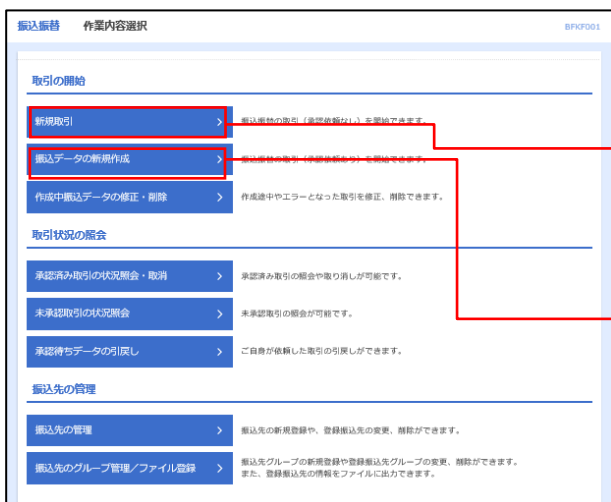 振込振替 作業内容選択 BFKF001
取引の開始
新規取引 振込振替の取引(承認依頼なし)を開始できます。
振込データの新規作成 振込振替の取引(承認依頼あり)を開始できます。
作成中振込データの修正・削除 作成途中やエラーとなった取引を修正、削除できます。
取引状況の照会
承認済み取引の状況照会・取消 承認済み取引の照会や取り消しが可能です。
未承認取引の状況照会 未承認取引の照会が可能です。
承認待ちデータの引戻し ご自身が依頼した取引の引戻しができます。
振込先の管理
振込先の管理 振込先の新規登録や、登録振込先の変更、削除ができます。
振込先のグループ管理/ファイル登録 振込先グループの新規登録や登録振込先グループの変更、削除ができます。
また、登録振込先の情報をファイルに出力できます。